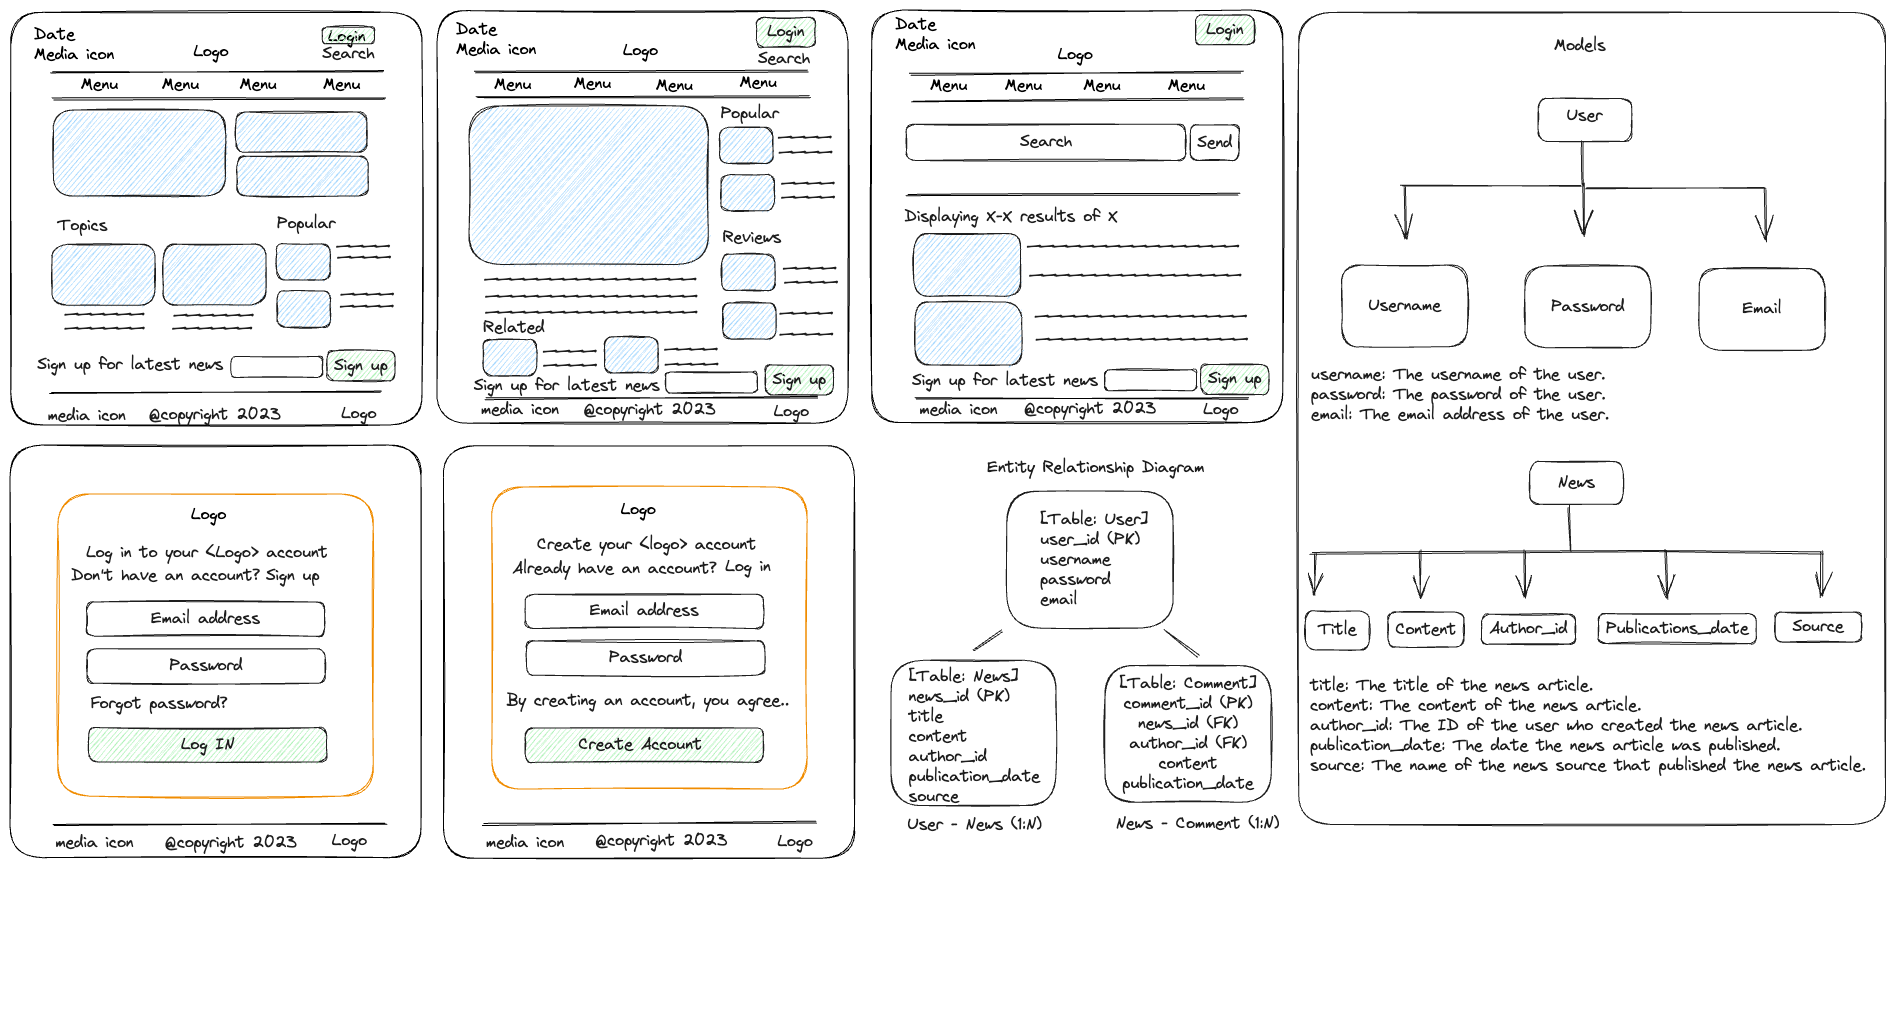 Date
Login
Media icon
Logo
Search
Menu Menu Menu Menu
Topics
Popular
Sign up for latest news
Sign up
media icon @copyright 2023 Logo
Date
Login
Media icon
Logo
Search
Menu Menu Menu Menu
Popular
Reviews
Related
Sign up for latest news
Sign up
media icon @copyright 2023 Logo
Date
Login
Media icon
Logo
Menu Menu Menu Menu
Search
Send
Displaying X-X results of X
Sign up for latest news
Sign up
media icon @copyright 2023 Logo
Models
User
Username
Password
Email
username: The username of the user.
password: The password of the user.
email: The email address of the user.
News
Title
Content
Author_id
Publications_date
Source
title: The title of the news article.
content: The content of the news article.
author_id: The ID of the user who created the news article.
publication_date: The date the news article was published.
source: The name of the news source that published the news article.
Logo
Log in to your <Logo> account
Don't have an account? Sign up
Email address
Password
Forgot password?
Log IN
media icon @copyright 2023 Logo
Logo
Create your <logo> account
Already have an account? Log in
Email address
Password
By creating an account, you agree..
Create Account
media icon @copyright 2023 Logo
Entity Relationship Diagram
[Table: User]
user_id (PK)
username
password
email
[Table: News]
news_id (PK)
title
content
author_id
publication_date
source
User - News (1:N)
[Table: Comment]
comment_id (PK)
news_id (FK)
author_id (FK)
content
publication_date
News - Comment (1:N)